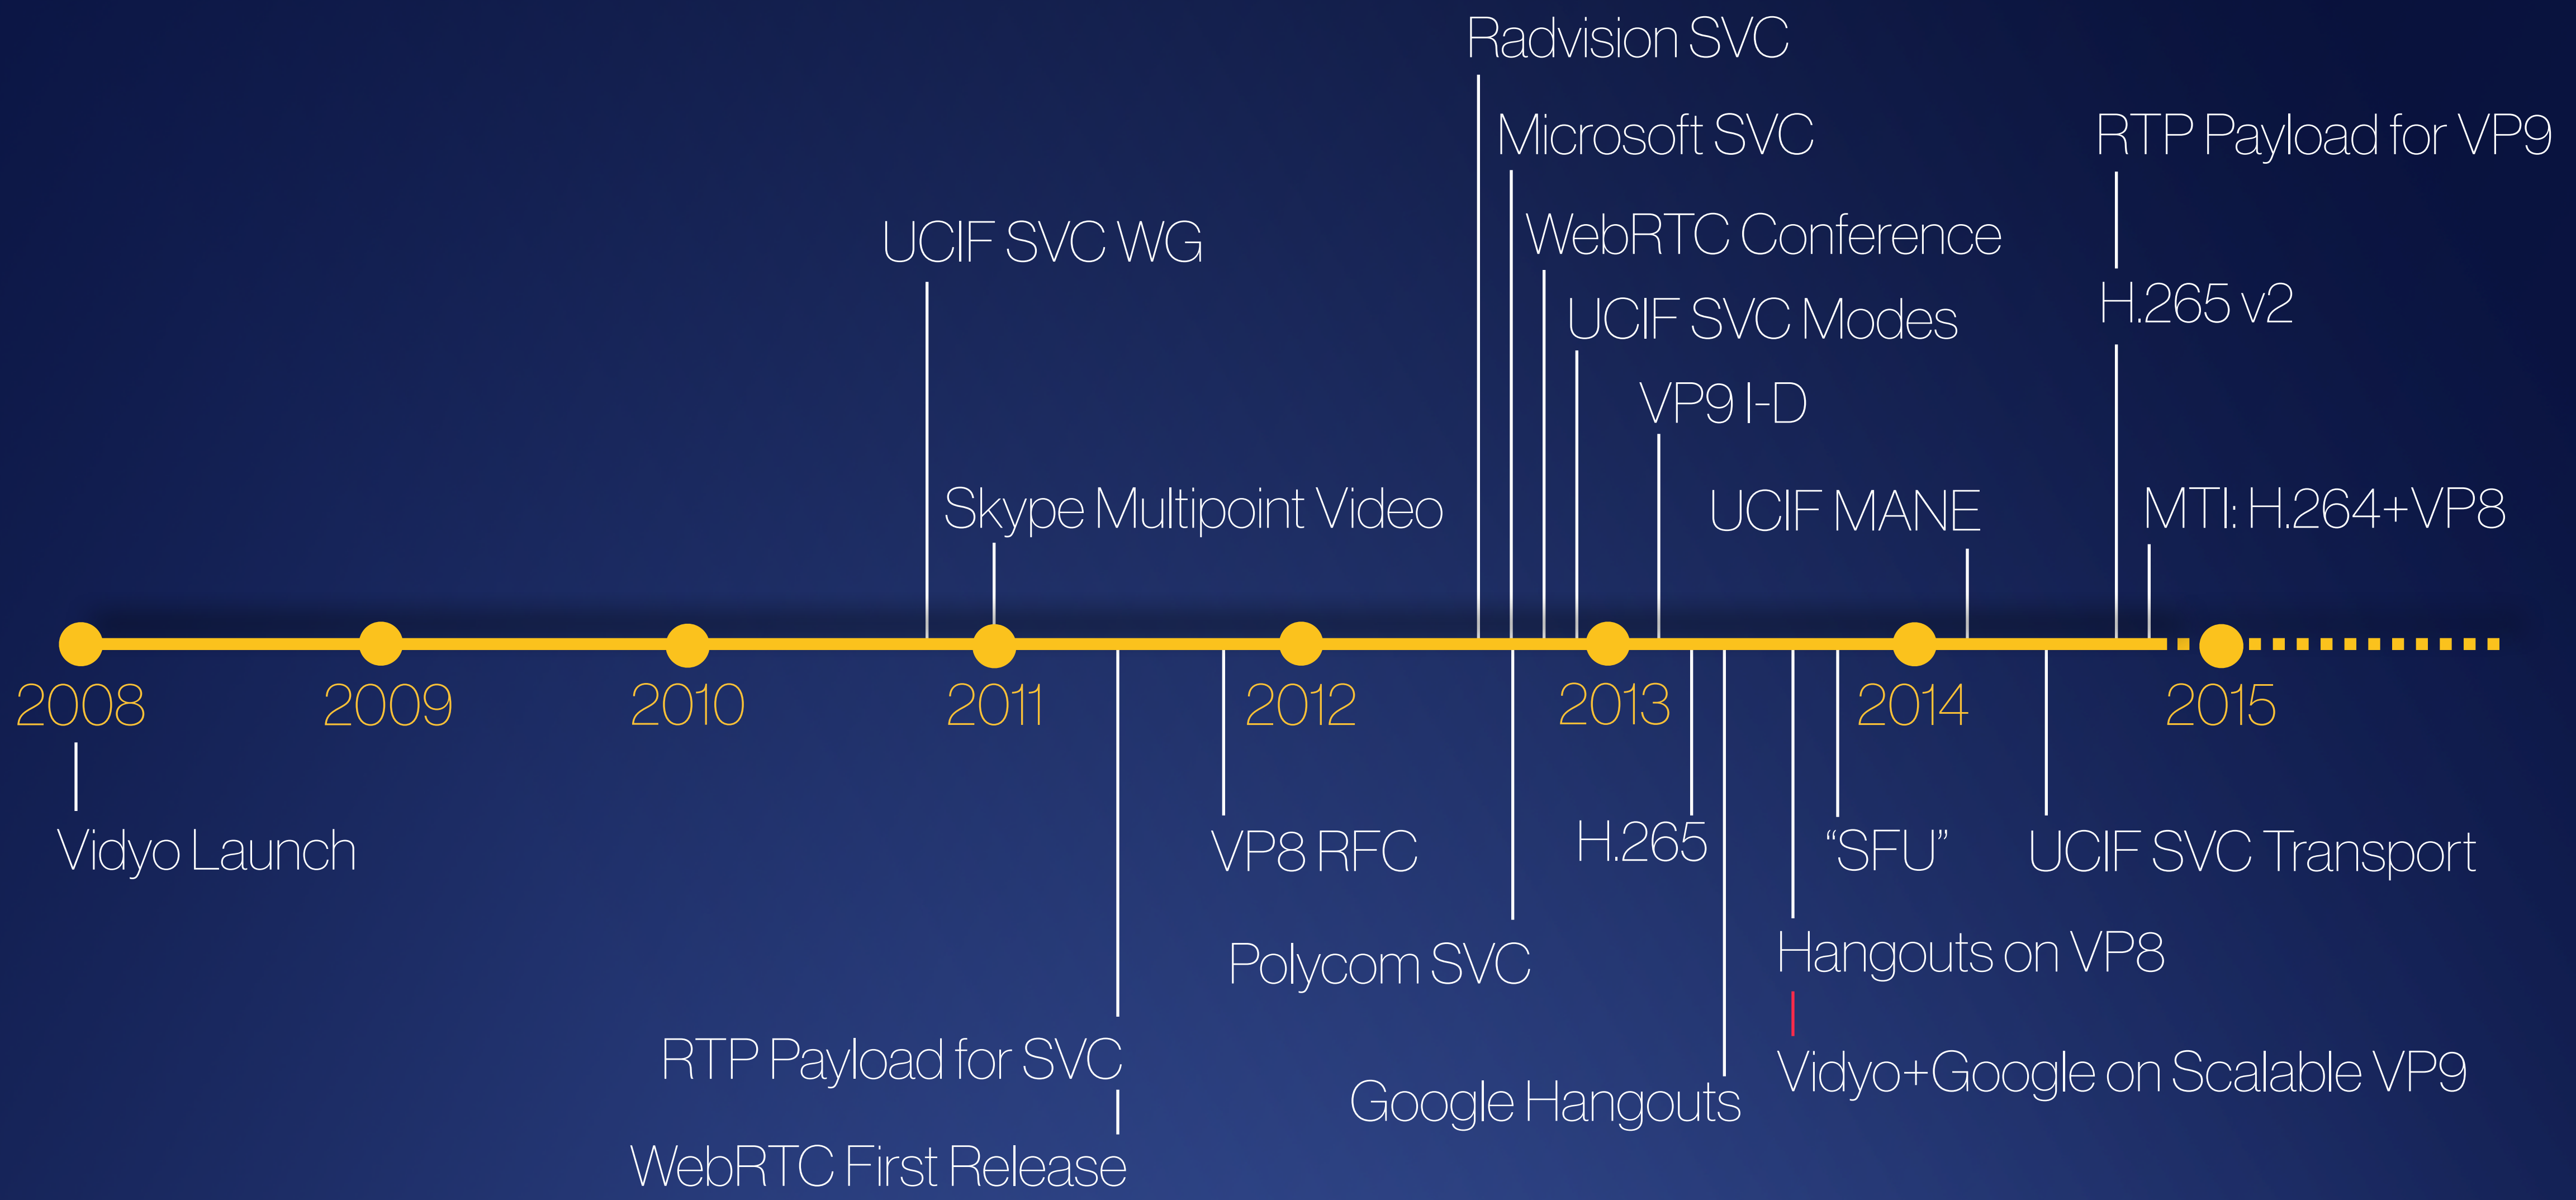 Radvision SVC
Microsoft SVC
RTP Payload for VP9
UCIF SVC WG
WebRTC Conference
UCIF SVC Modes
H.265 v2
VP9 I-D
Skype Multipoint Video
UCIF MANE
MTI: H.264+VP8
2008
2009
2010
2011
2012
2013
2014
2015
Vidyo Launch
VP8 RFC
H.265
“SFU”
UCIF SVC Transport
Polycom SVC
Hangouts on VP8
RTP Payload for SVC
Google Hangouts
Vidyo+Google on Scalable VP9
WebRTC First Release